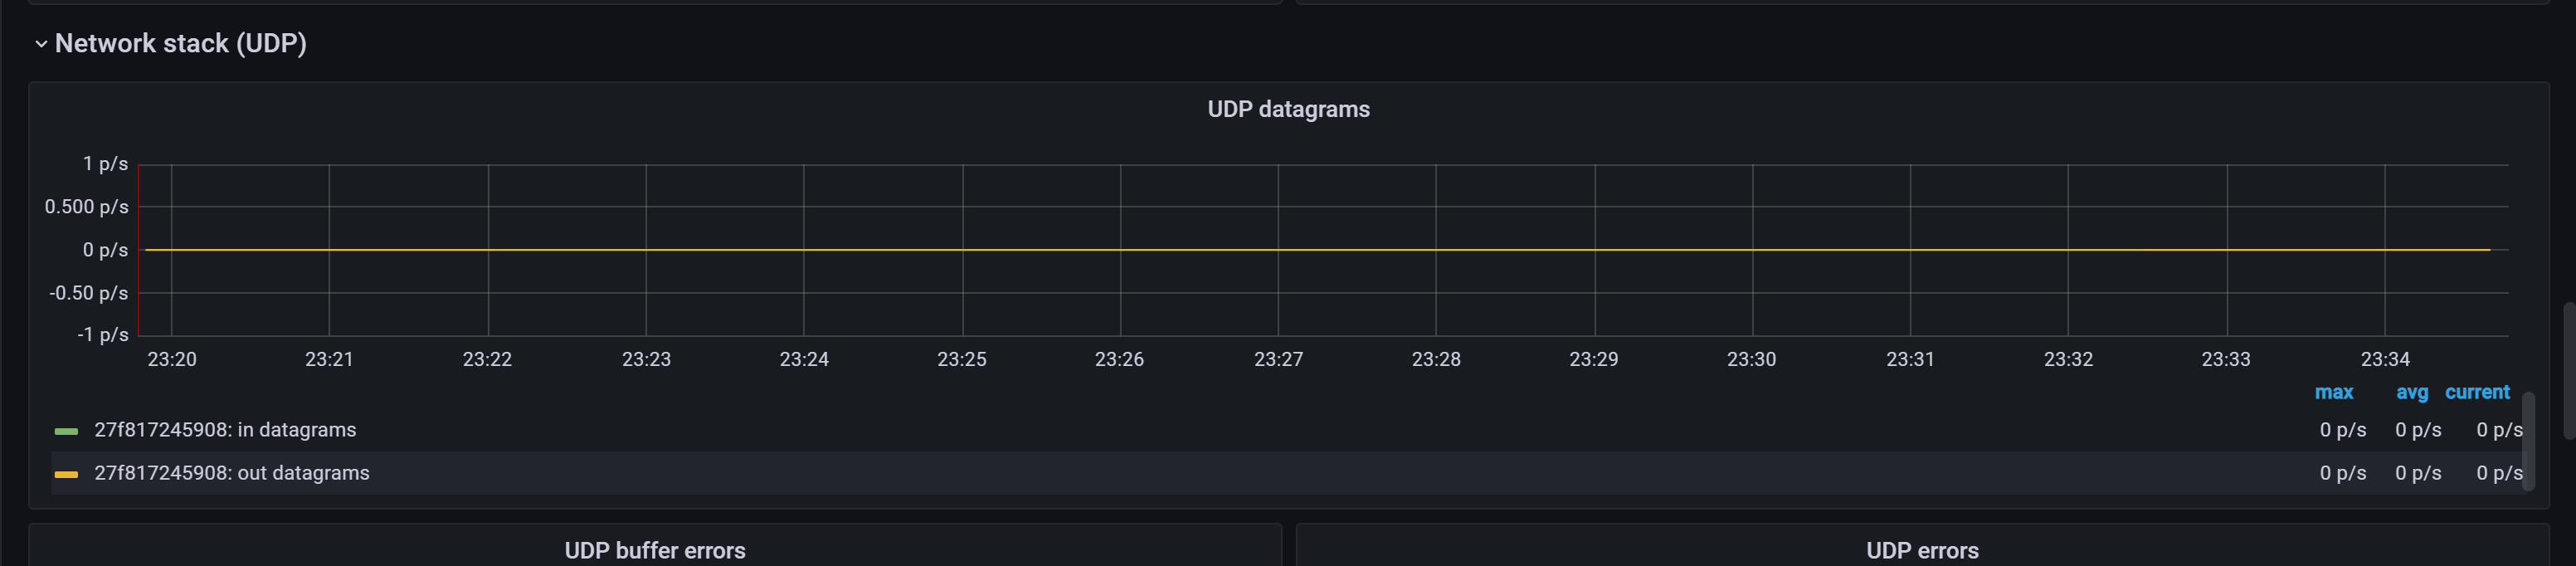 Network stack (UDP)
UDP datagrams
1 p/s
0.500 p/s
0 p/s
-0.50 p/s
-1 p/s
23:20 23:21 23:22 23:23 23:24 23:25 23:26 23:27 23:28 23:29 23:30 23:31 23:32 23:33 23:34
max avg current
27f817245908: in datagrams 0 p/s 0 p/s 0 p/s
27f817245908: out datagrams 0 p/s 0 p/s 0 p/s
UDP buffer errors UDP errors